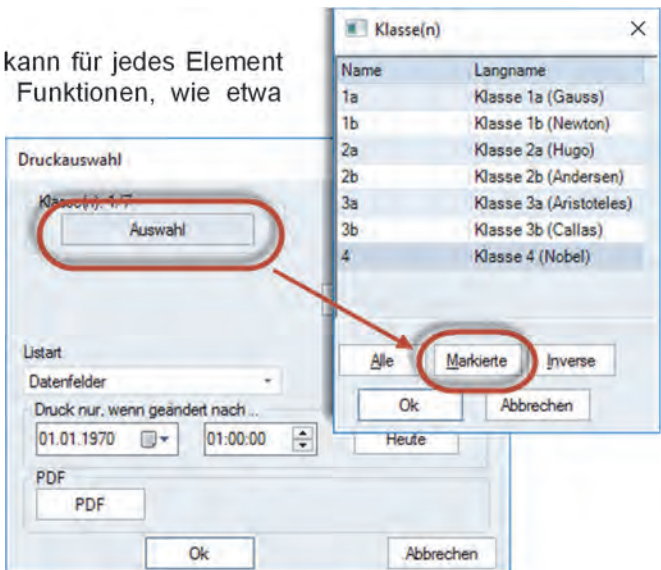 kann für jedes Element
Funktionen, wie etwa
Klasse(n)
Name Langname
1a Klasse 1a (Gauss)
1b Klasse 1b (Newton)
2a Klasse 2a (Hugo)
2b Klasse 2b (Andersen)
3a Klasse 3a (Aristoteles)
3b Klasse 3b (Callas)
4 Klasse 4 (Nobel)
Alle Markierte Inverse
Ok Abbrechen
Druckauswahl
Klasse(n): 1/7
Auswahl
Listart
Datenfelder
Druck nur, wenn geändert nach ...
01.01.1970 01:00:00 Heute
PDF
PDF
Ok Abbrechen